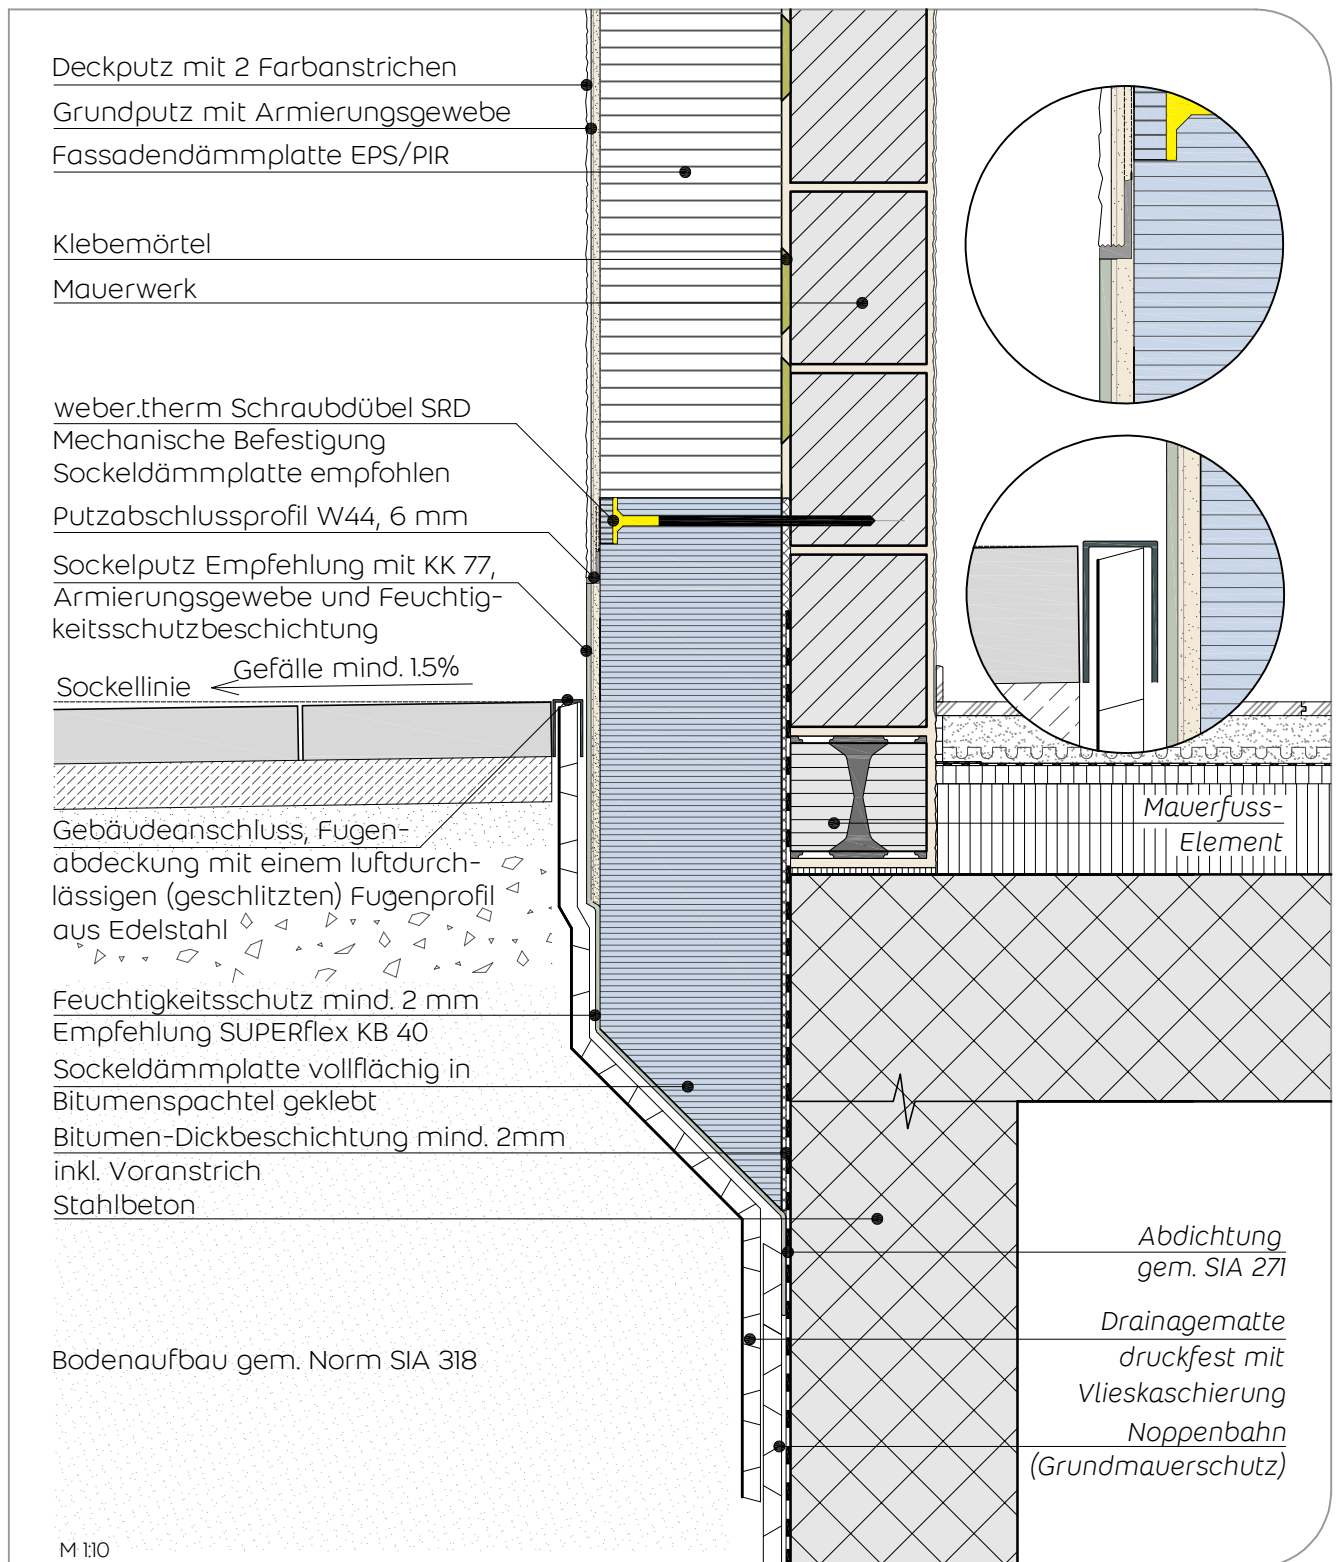 Deckputz mit 2 Farbanstrichen
Grundputz mit Armierungsgewebe
Fassadendämmplatte EPS/PIR
Klebemörtel
Mauerwerk
weber.therm Schraubdübel SRD
Mechanische Befestigung
Sockeldämmplatte empfohlen
Putzabschlussprofil W44, 6 mm
Sockelputz Empfehlung mit KK 77,
Armierungsgewebe und Feuchtig-
keitsschutzbeschichtung
Gefälle mind. 1.5%
Sockellinie
Gebäudeanschluss, Fugen-
abdeckung mit einem luftdurch-
lässigen (geschlitzten) Fugenprofil
aus Edelstahl
Feuchtigkeitsschutz mind. 2 mm
Empfehlung SUPERflex KB 40
Sockeldämmplatte vollflächig in
Bitumenspachtel geklebt
Bitumen-Dickbeschichtung mind. 2mm
inkl. Voranstrich
Stahlbeton
Bodenaufbau gem. Norm SIA 318
M 1:10
Mauerfuss-
Element
Abdichtung
gem. SIA 271
Drainagematte
druckfest mit
Vlieskaschierung
Noppenbahn
(Grundmauerschutz)